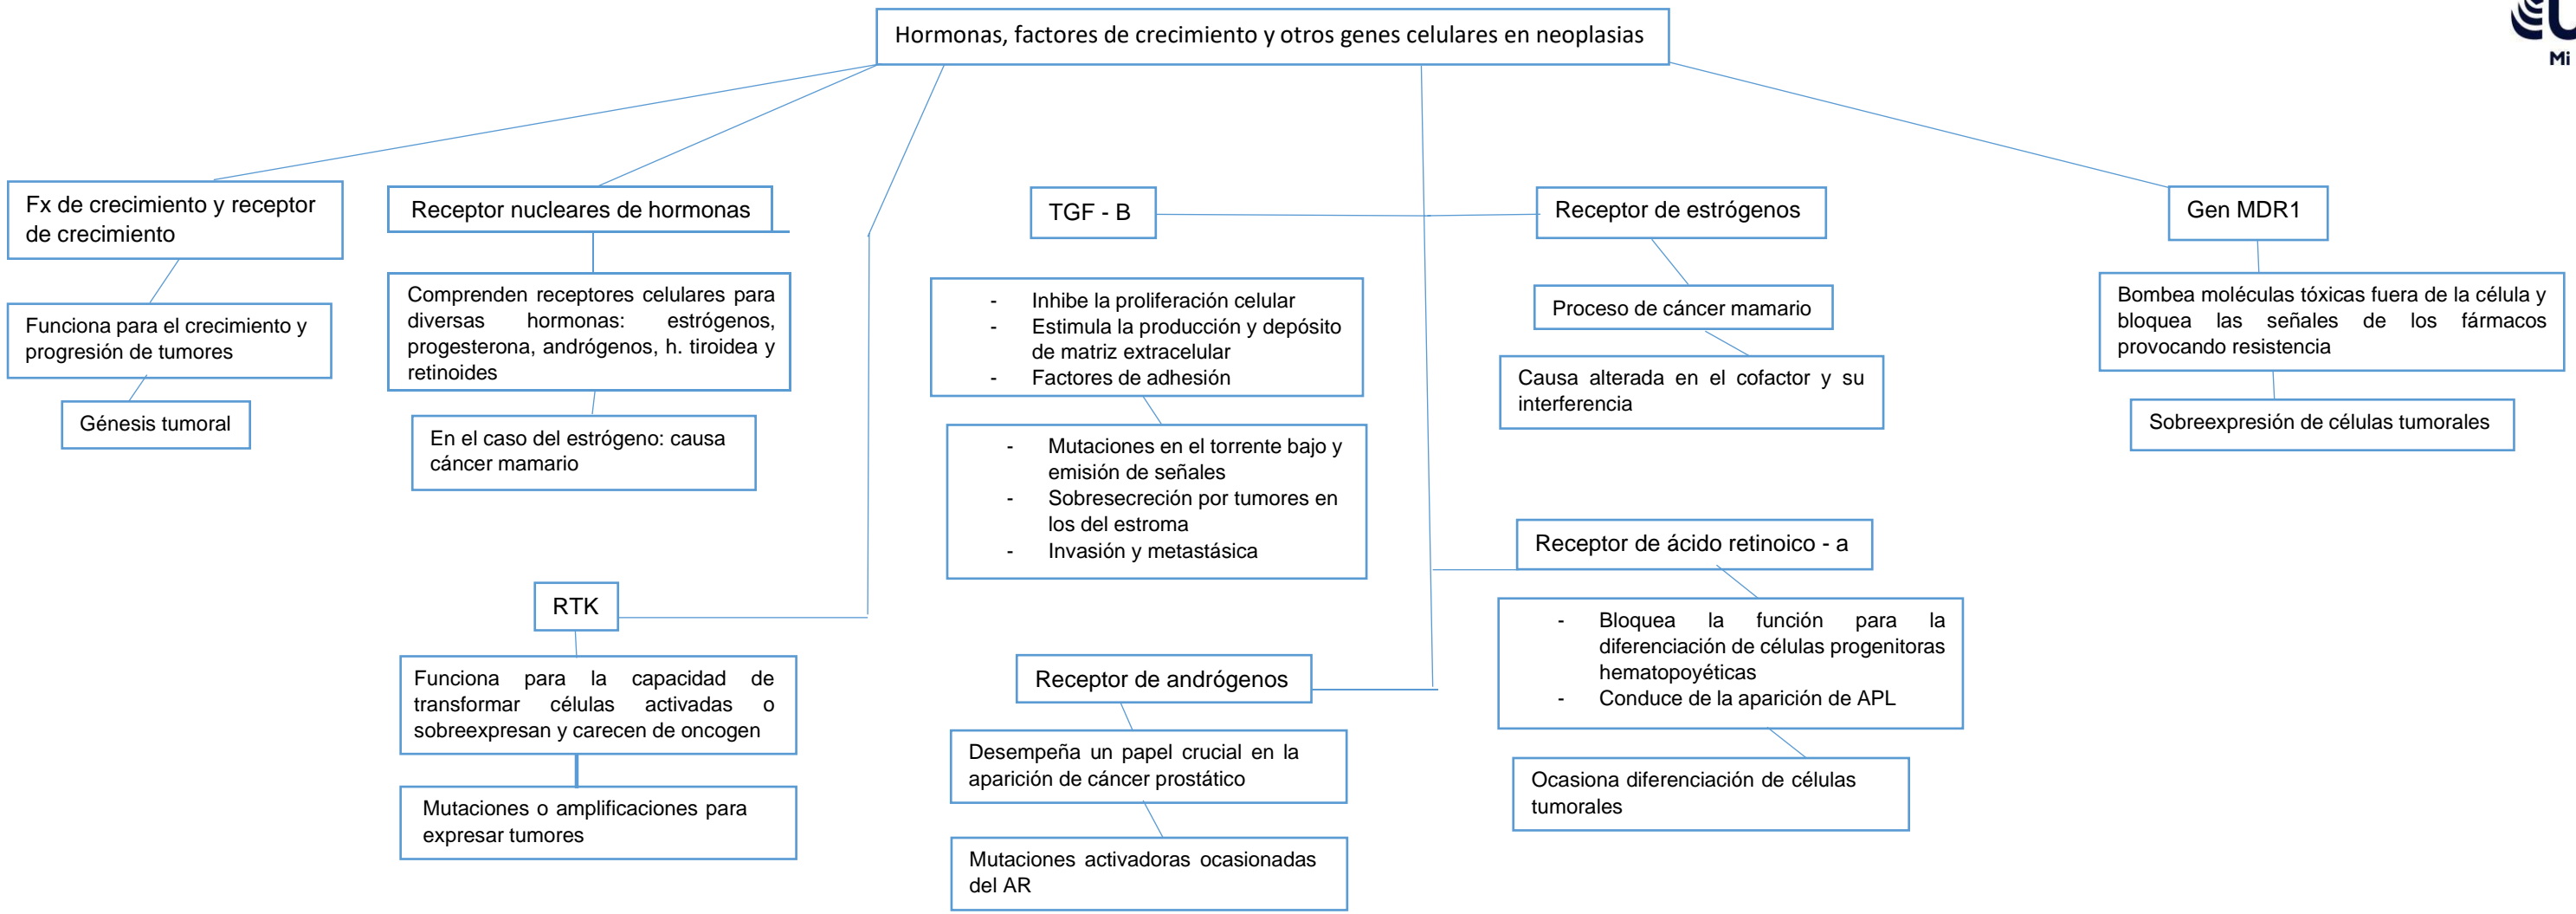 Hormonas, factores de crecimiento y otros genes celulares en neoplasias
Mi
Fx de crecimiento y receptor
de crecimiento
Funciona para el crecimiento y
progresión de tumores
Génesis tumoral
Receptor nucleares de hormonas
Comprenden receptores celulares para
diversas hormonas: estrógenos,
progesterona, andrógenos, h. tiroidea y
retinoides
En el caso del estrógeno: causa
cáncer mamario
RTK
Funciona para la capacidad de
transformar células activadas o
sobreexpresan y carecen de oncogen
Mutaciones o amplificaciones para
expresar tumores
TGF - B
- Inhibe la proliferación celular
- Estimula la producción y depósito
de matriz extracelular
- Factores de adhesión
- Mutaciones en el torrente bajo y
emisión de señales
- Sobresecreción por tumores en
los del estroma
- Invasión y metastásica
Receptor de andrógenos
Desempeña un papel crucial en la
aparición de cáncer prostático
Mutaciones activadoras ocasionadas
del AR
Receptor de estrógenos
Proceso de cáncer mamario
Causa alterada en el cofactor y su
interferencia
Receptor de ácido retinoico - a
- Bloquea la función para la
diferenciación de células progenitoras
hematopoyéticas
- Conduce de la aparición de APL
Ocasiona diferenciación de células
tumorales
Gen MDR1
Bombea moléculas tóxicas fuera de la célula y
bloquea las señales de los fármacos
provocando resistencia
Sobreexpresión de células tumorales